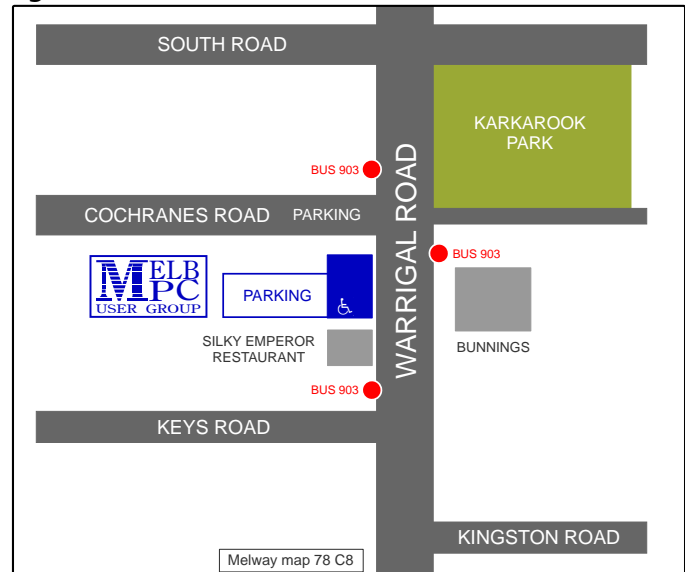 SOUTH ROAD
KARKAROOK
PARK
BUS 903
WARRIGAL ROAD
COCHRANES ROAD
PARKING
BUS 903
MELB
PC
USER GROUP
PARKING
SILKY EMPEROR
RESTAURANT
BUNNINGS
BUS 903
KEYS ROAD
KINGSTON ROAD
Melway map 78 C8